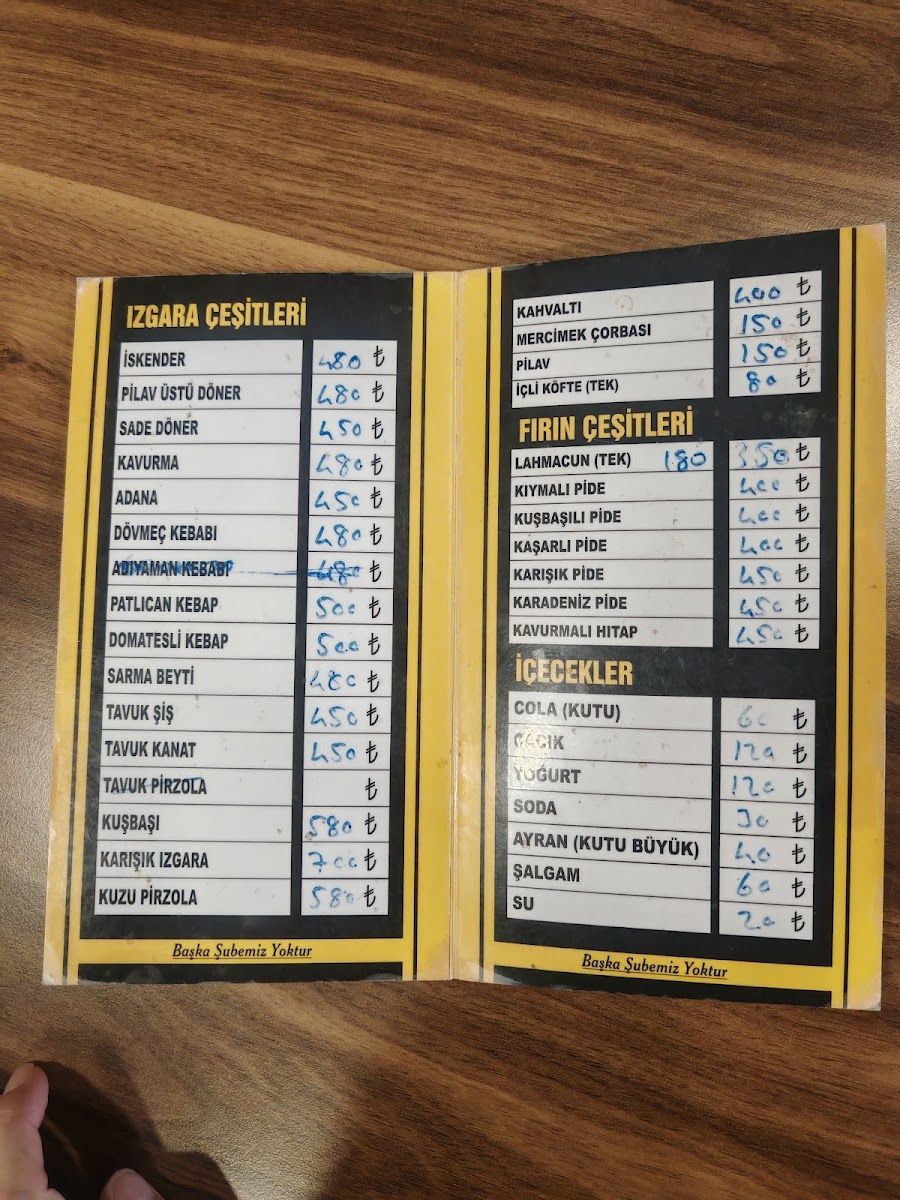 IZGARA ÇEŞİTLERİ
İSKENDER 480 ₺
PİLAV ÜSTÜ DÖNER 480 ₺
SADE DÖNER 450 ₺
KAVURMA 480 ₺
ADANA 450 ₺
DÖVMEÇ KEBABI 480 ₺
ADIYAMAN KEBABI 480 ₺
PATLICAN KEBAP 500 ₺
DOMATESLİ KEBAP 500 ₺
SARMA BEYTİ 480 ₺
TAVUK ŞİŞ 450 ₺
TAVUK KANAT 450 ₺
TAVUK PİRZOLA ₺
KUŞBAŞI 580 ₺
KARIŞIK IZGARA 700 ₺
KUZU PİRZOLA 580 ₺
Başka Şubemiz Yoktur
KAHVALTI 400 ₺
MERCİMEK ÇORBASI 150 ₺
PİLAV 150 ₺
İÇLİ KÖFTE (TEK) 80 ₺
FIRIN ÇEŞİTLERİ
LAHMACUN (TEK) 180 350 ₺
KIYMALI PİDE 400 ₺
KUŞBAŞILI PİDE 400 ₺
KAŞARLI PİDE 400 ₺
KARIŞIK PİDE 450 ₺
KARADENİZ PİDE 450 ₺
KAVURMALI HITAP 450 ₺
İÇECEKLER
COLA (KUTU) 60 ₺
CACIK 120 ₺
YOĞURT 120 ₺
SODA 30 ₺
AYRAN (KUTU BÜYÜK) 40 ₺
ŞALGAM 60 ₺
SU 20 ₺
Başka Şubemiz Yoktur